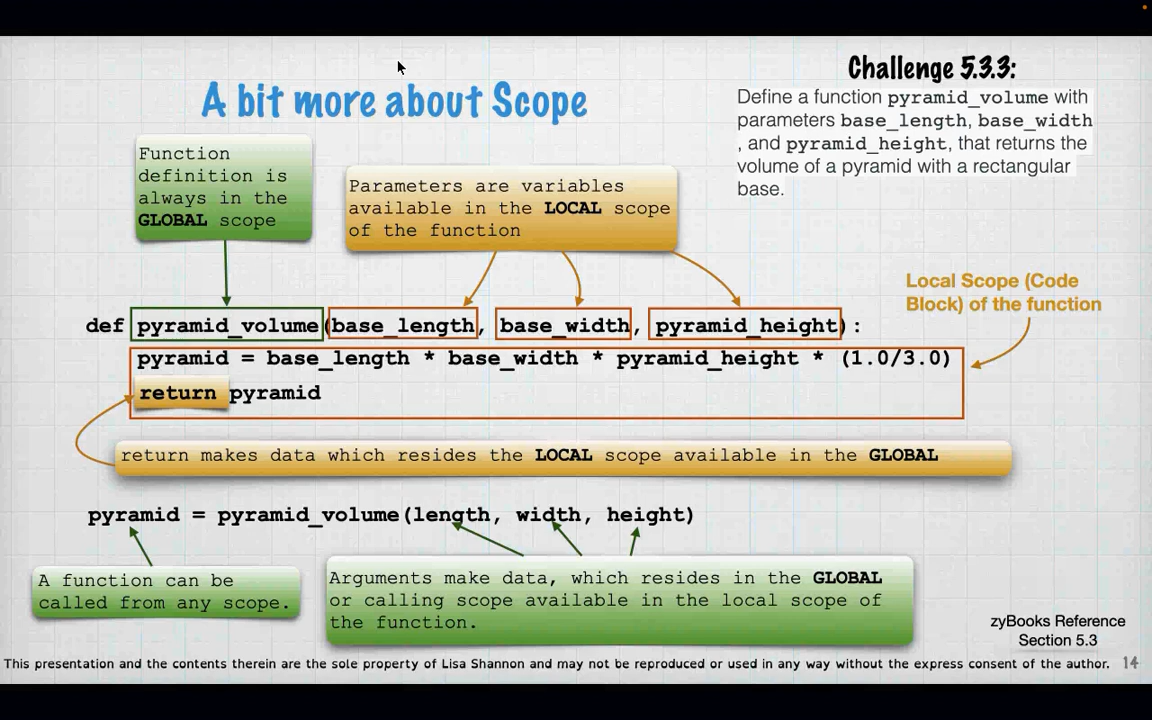 A bit more about Scope
Challenge 5.3.3:
Define a function pyramid_volume with
parameters base_length, base_width
, and pyramid_height, that returns the
volume of a pyramid with a rectangular
base.
Function
definition is
always in the
GLOBAL scope
Parameters are variables
available in the LOCAL scope
of the function
Local Scope (Code
Block) of the function
def pyramid_volume(base_length, base_width, pyramid_height):
pyramid = base_length * base_width * pyramid_height * (1.0/3.0)
return pyramid
return makes data which resides the LOCAL scope available in the GLOBAL
pyramid = pyramid_volume(length, width, height)
A function can be
called from any scope.
Arguments make data, which resides in the GLOBAL
or calling scope available in the local scope of
the function.
zyBooks Reference
Section 5.3
This presentation and the contents therein are the sole property of Lisa Shannon and may not be reproduced or used in any way without the express consent of the author.
14